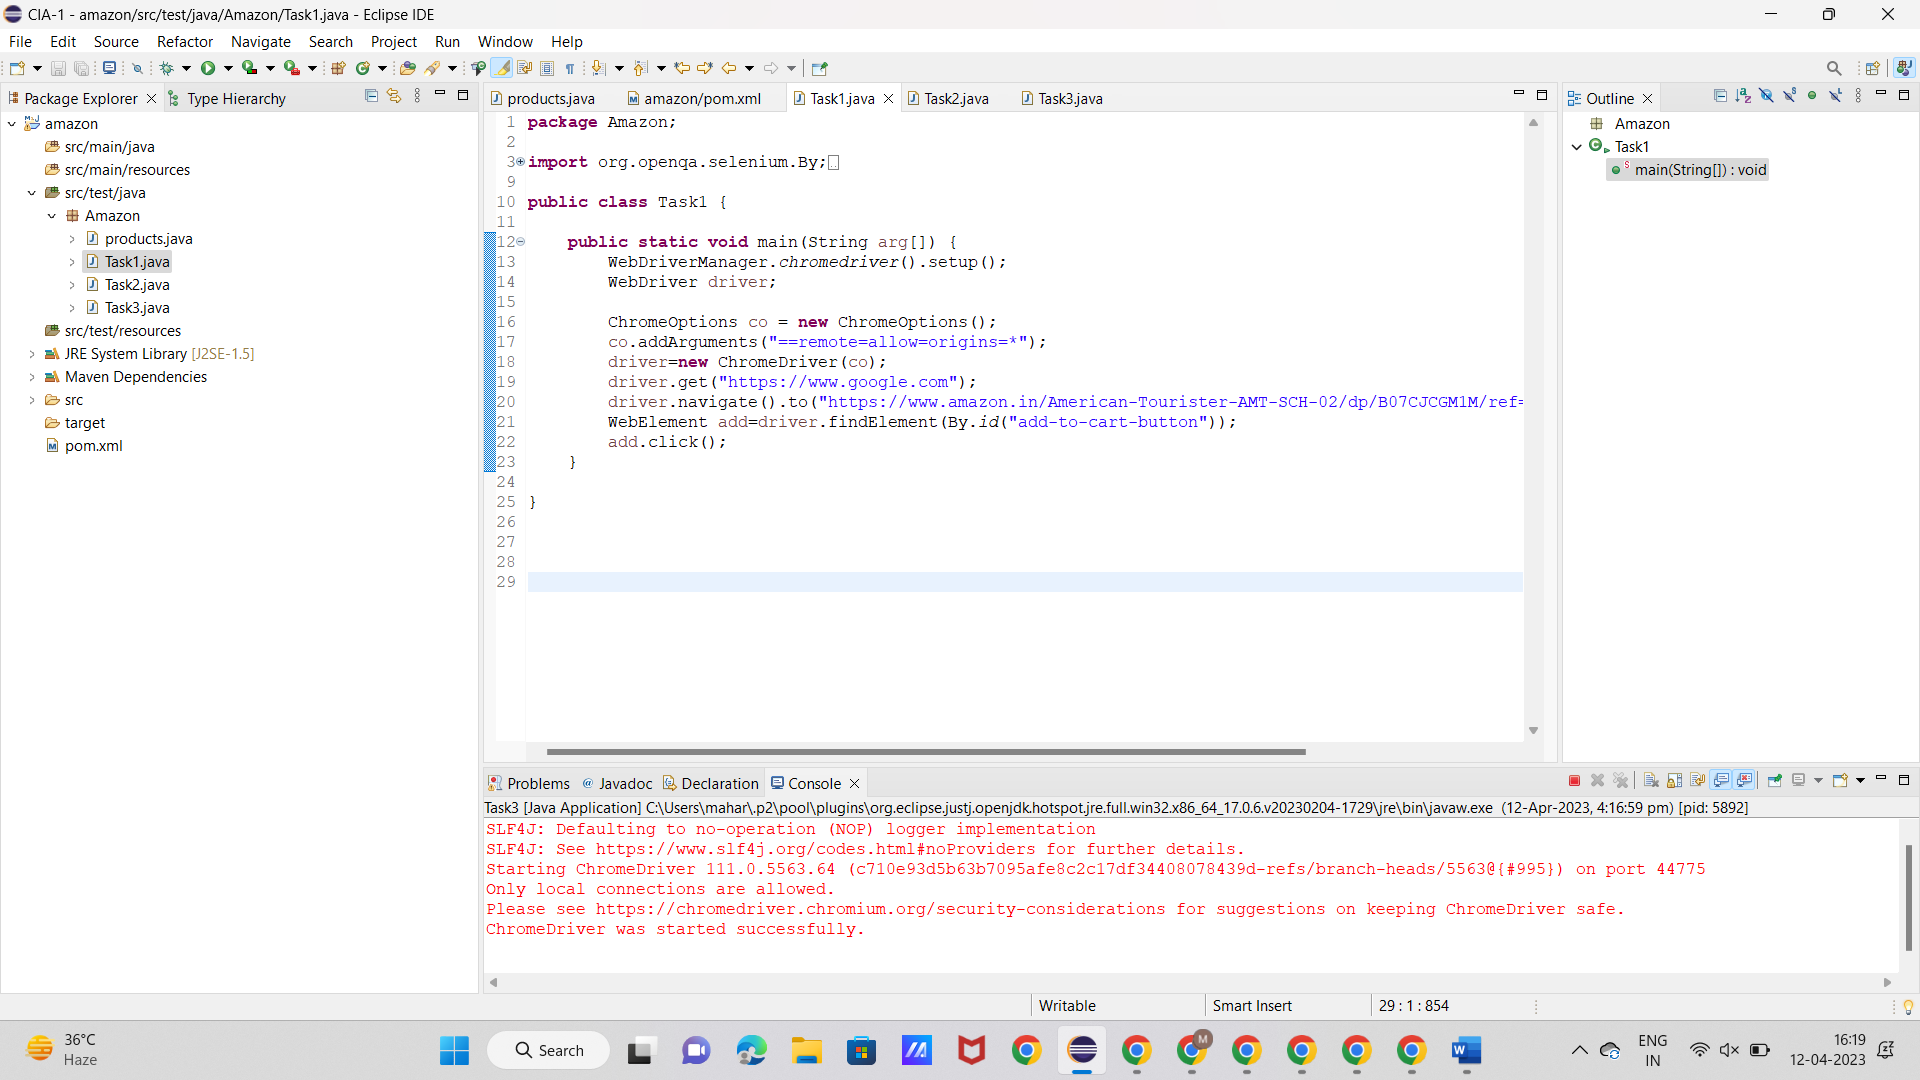 CIA-1 - amazon/src/test/java/Amazon/Task1.java - Eclipse IDE
File Edit Source Refactor Navigate Search Project Run Window Help
Package Explorer
Type Hierarchy
amazon
src/main/java
src/main/resources
src/test/java
Amazon
products.java
Task1.java
Task2.java
Task3.java
src/test/resources
JRE System Library [J2SE-1.5]
Maven Dependencies
src
target
pom.xml
products.java amazon/pom.xml Task1.java Task2.java Task3.java
1 package Amazon;
2
3 import org.openqa.selenium.By;
9
10 public class Task1 {
11
12 public static void main(String arg[]) {
13 WebDriverManager.chromedriver().setup();
14 WebDriver driver;
15
16 ChromeOptions co = new ChromeOptions();
17 co.addArguments("==remote=allow=origins=*");
18 driver=new ChromeDriver(co);
19 driver.get("https://www.google.com");
20 driver.navigate().to("https://www.amazon.in/American-Tourister-AMT-SCH-02/dp/B07CJCGM1M/ref=
21 WebElement add=driver.findElement(By.id("add-to-cart-button"));
22 add.click();
23 }
24
25 }
26
27
28
29
Outline
Amazon
Task1
main(String[]) : void
Problems @ Javadoc Declaration Console
Task3 [Java Application] C:\Users\mahar\.p2\pool\plugins\org.eclipse.justj.openjdk.hotspot.jre.full.win32.x86_64_17.0.6.v20230204-1729\jre\bin\javaw.exe (12-Apr-2023, 4:16:59 pm) [pid: 5892]
SLF4J: Defaulting to no-operation (NOP) logger implementation
SLF4J: See https://www.slf4j.org/codes.html#noProviders for further details.
Starting ChromeDriver 111.0.5563.64 (c710e93d5b63b7095afe8c2c17df34408078439d-refs/branch-heads/5563@{#995}) on port 44775
Only local connections are allowed.
Please see https://chromedriver.chromium.org/security-considerations for suggestions on keeping ChromeDriver safe.
ChromeDriver was started successfully.
Writable Smart Insert 29 : 1 : 854
36°C
Haze
Search
M
ENG
IN
16:19
12-04-2023